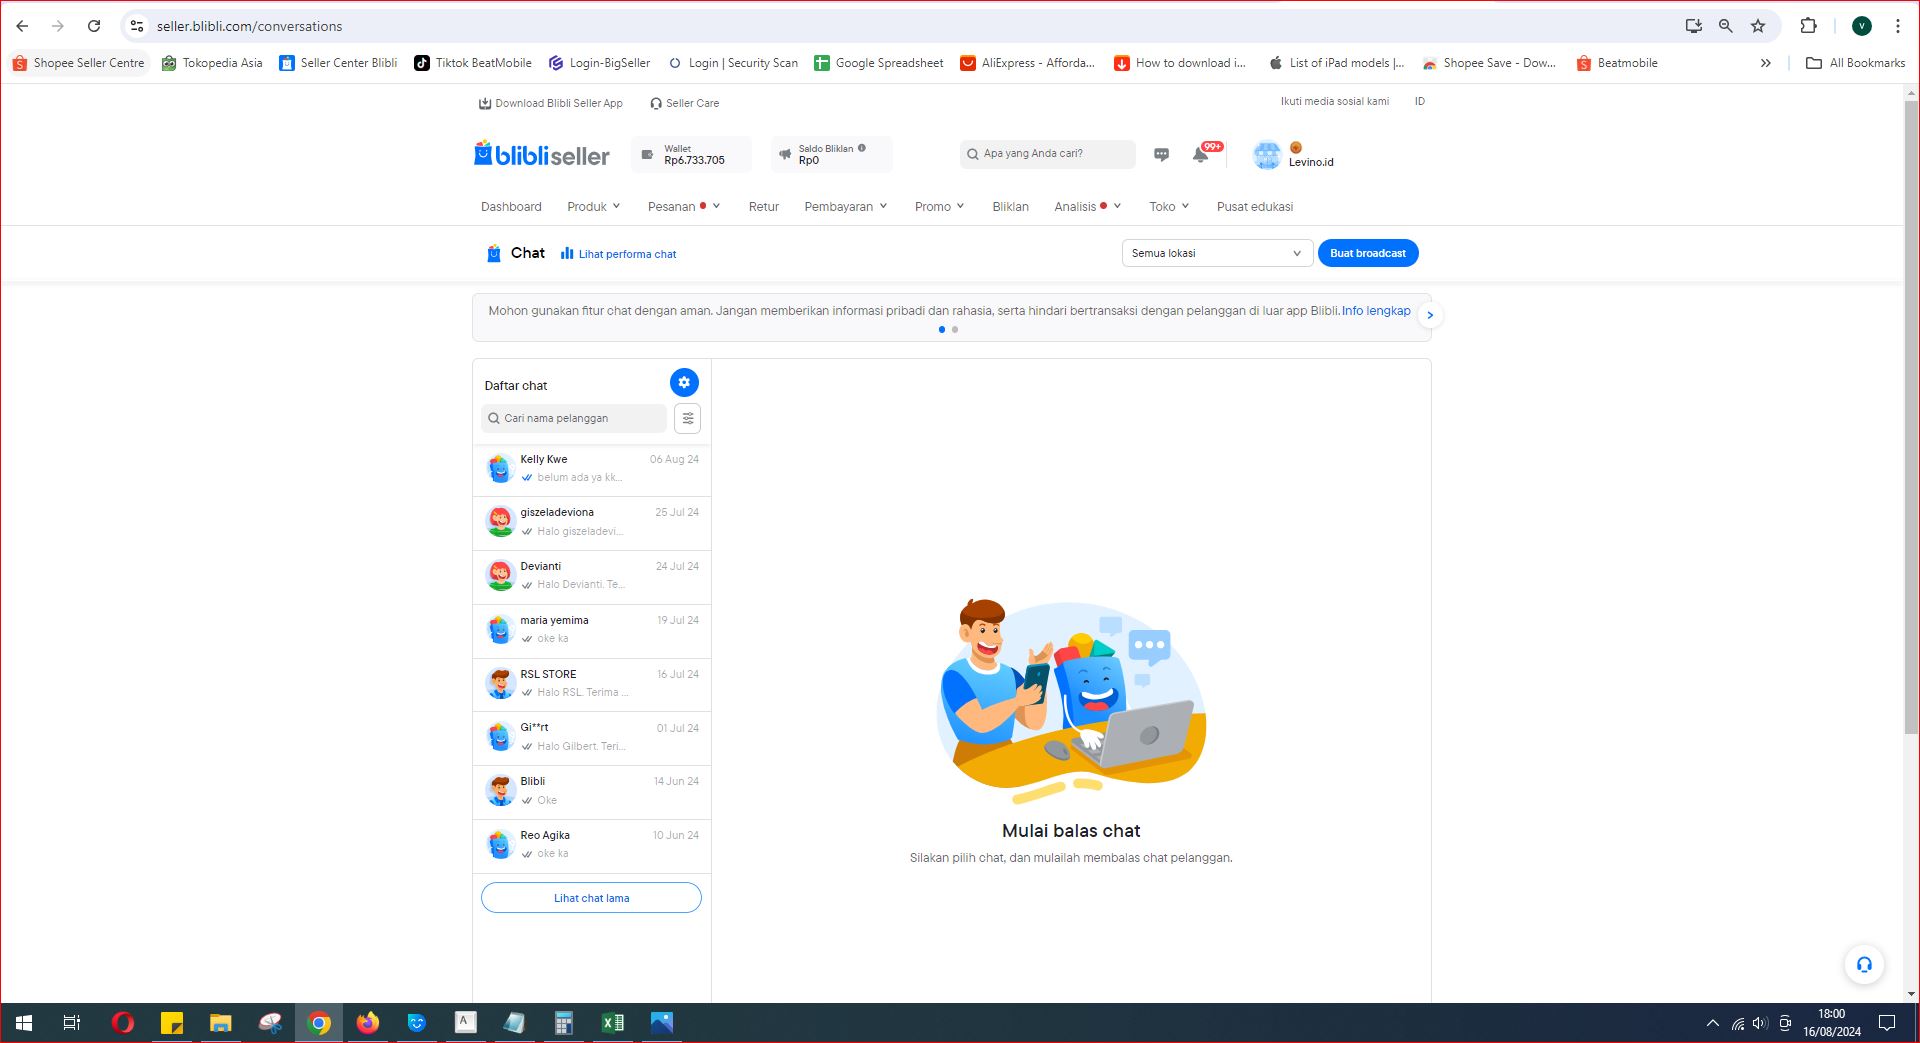 seller.blibli.com/conversations
V
Shopee Seller Centre Tokopedia Asia Seller Center Blibli Tiktok BeatMobile Login-BigSeller Login | Security Scan Google Spreadsheet AliExpress - Afforda... How to download i... List of iPad models |... Shopee Save - Dow... Beatmobile All Bookmarks
Download Blibli Seller App Seller Care Ikuti media sosial kami ID
blibliseller
Wallet
Rp6.733.705
Saldo Bliklan
Rp0
Apa yang Anda cari?
99+
Levino.id
Dashboard Produk Pesanan Retur Pembayaran Promo Bliklan Analisis Toko Pusat edukasi
Chat Lihat performa chat Semua lokasi Buat broadcast
Mohon gunakan fitur chat dengan aman. Jangan memberikan informasi pribadi dan rahasia, serta hindari bertransaksi dengan pelanggan di luar app Blibli. Info lengkap
Daftar chat
Cari nama pelanggan
Kelly Kwe 06 Aug 24
belum ada ya kk...
giszeladeviona 25 Jul 24
Halo giszeladevi...
Devianti 24 Jul 24
Halo Devianti. Te...
maria yemima 19 Jul 24
oke ka
RSL STORE 16 Jul 24
Halo RSL. Terima ...
Gi**rt 01 Jul 24
Halo Gilbert. Teri...
Blibli 14 Jun 24
Oke
Reo Agika 10 Jun 24
oke ka
Lihat chat lama
Mulai balas chat
Silakan pilih chat, dan mulailah membalas chat pelanggan.
18:00
16/08/2024